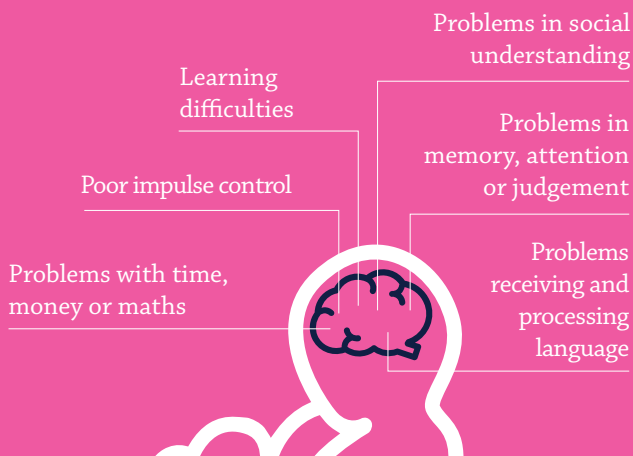 Problems in social
understanding
Learning
difficulties
Problems in
memory, attention
or judgement
Poor impulse control
Problems
receiving and
processing
language
Problems with time,
money or maths